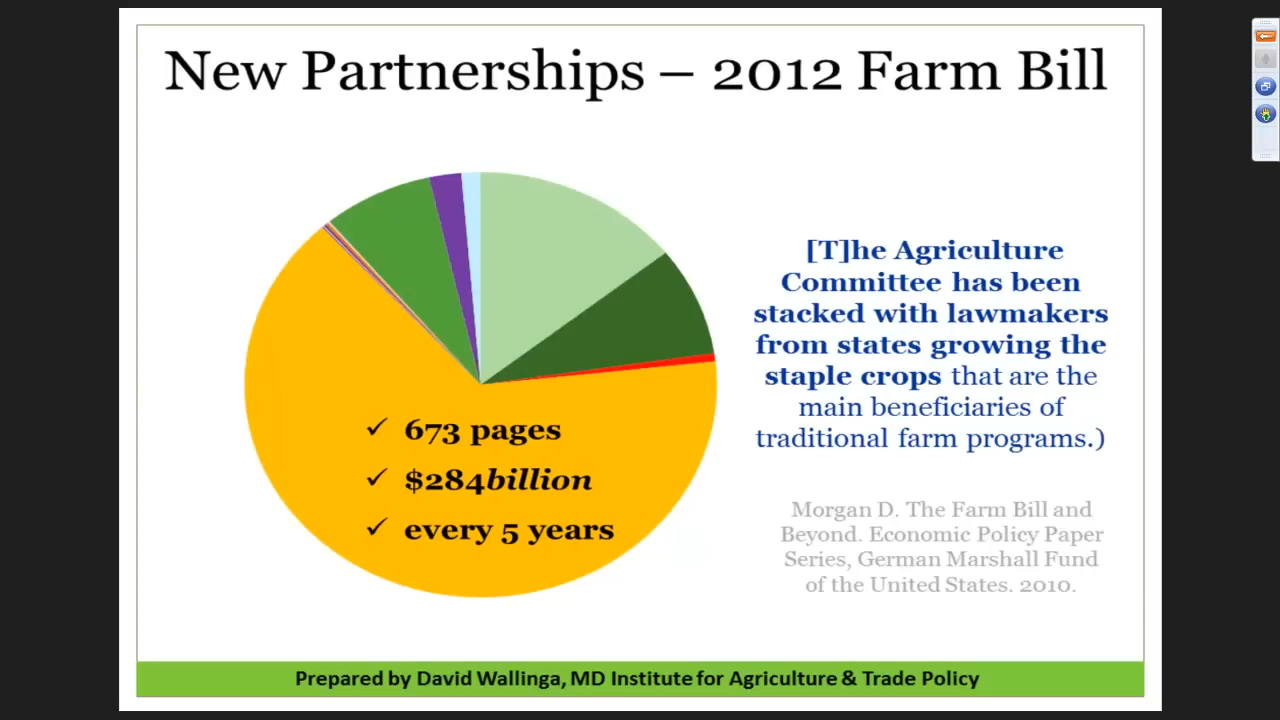 New Partnerships – 2012 Farm Bill
✓ 673 pages
✓ $284billion
✓ every 5 years
[T]he Agriculture
Committee has been
stacked with lawmakers
from states growing the
staple crops that are the
main beneficiaries of
traditional farm programs.)
Morgan D. The Farm Bill and
Beyond. Economic Policy Paper
Series, German Marshall Fund
of the United States. 2010.
Prepared by David Wallinga, MD Institute for Agriculture & Trade Policy